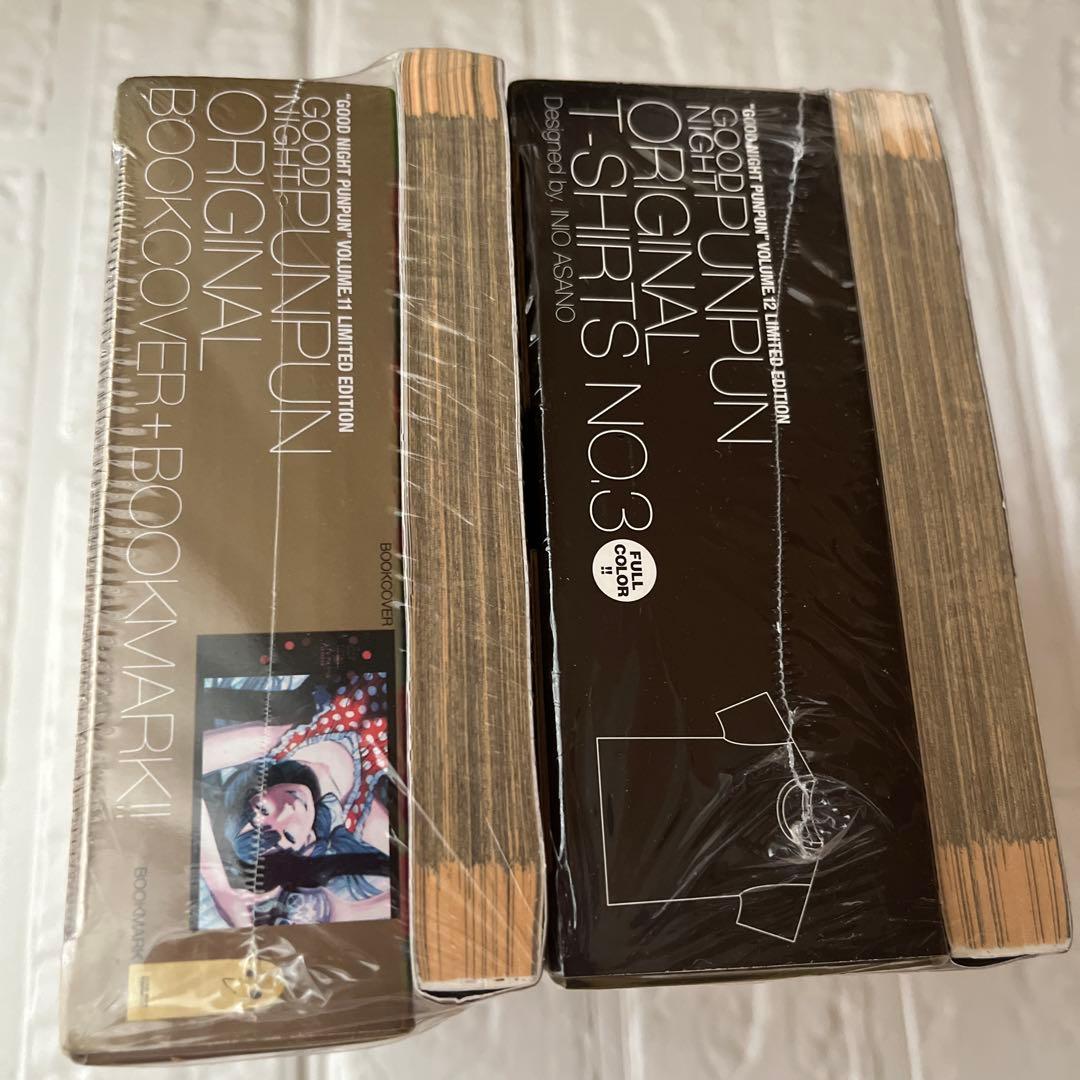 "GOOD NIGHT PUNPUN" VOLUME 11 LIMITED EDITION
GOOD NIGHT PUNPUN
ORIGINAL
BOOKCOVER + BOOKMARK!!
BOOKCOVER
BOOKMARK
"GOOD NIGHT PUNPUN" VOLUME 12 LIMITED EDITION
GOOD NIGHT PUNPUN
ORIGINAL
T-SHIRTS NO.3
Designed by. INIO ASANO
FULL
COLOR
!!